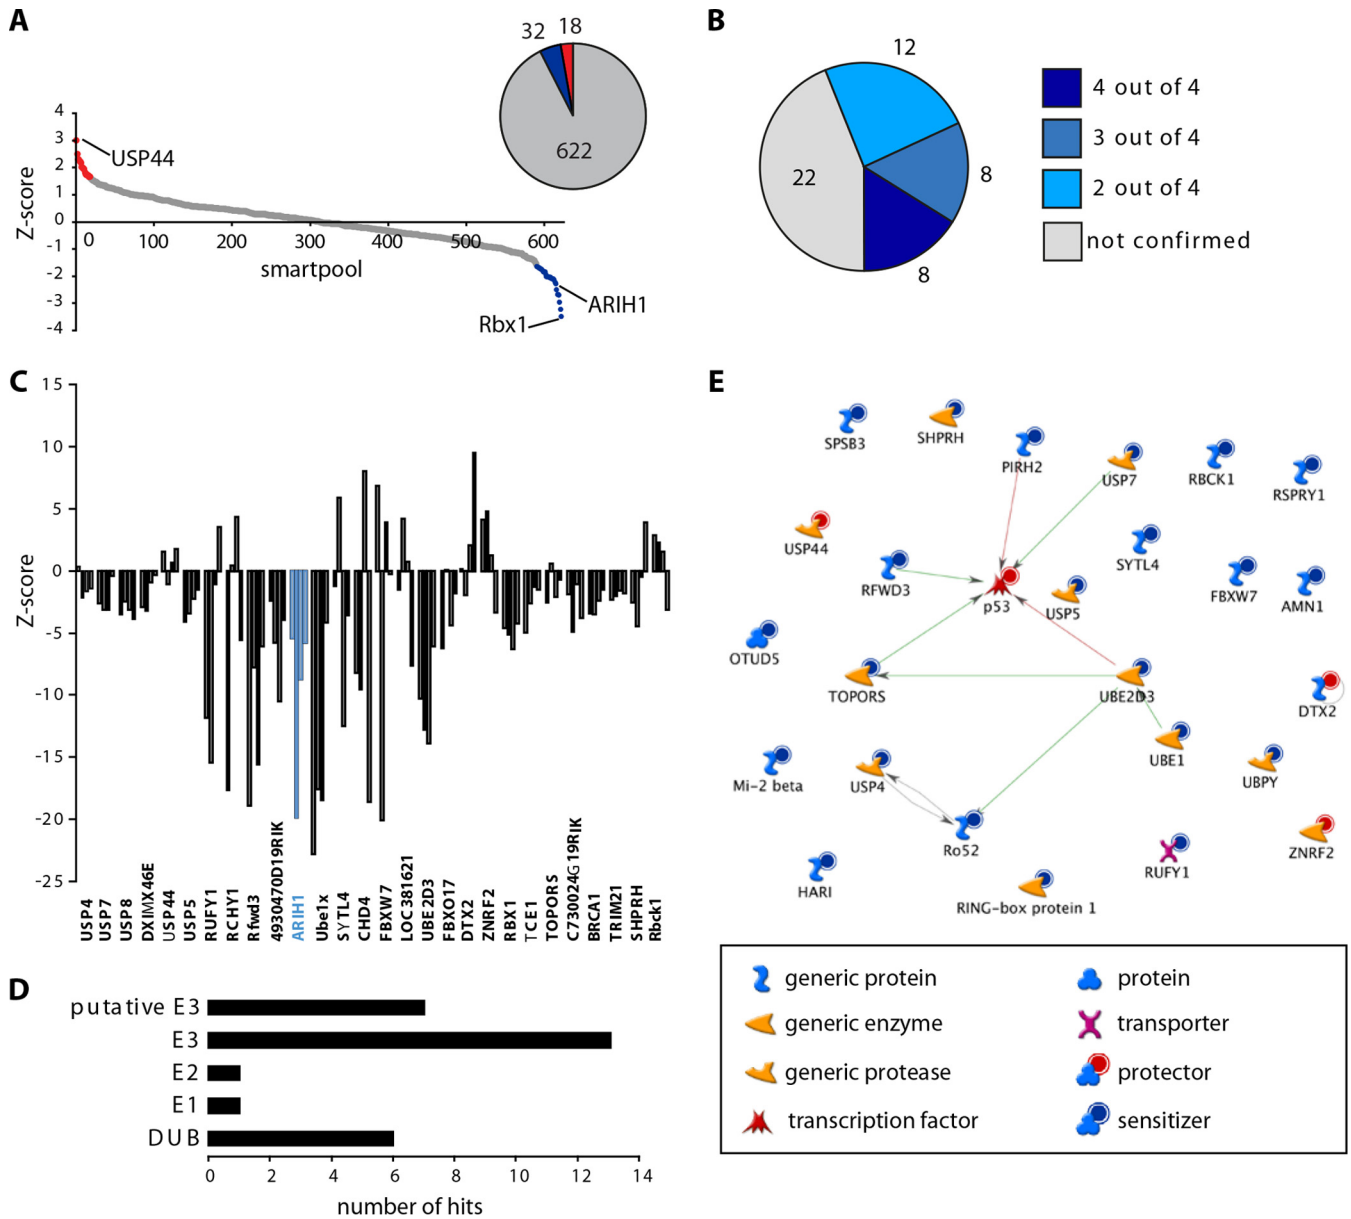 A
32 18
622
4
3
2
1
0
-1
-2
-3
-4
Z-score
USP44
0 100 200 300 400 500 600
smartpool
ARIH1
Rbx1
B
12
22
8
8
4 out of 4
3 out of 4
2 out of 4
not confirmed
C
15
10
5
0
-5
-10
-15
-20
-25
Z-score
USP4
USP7
USP8
DXIMX46E
USP44
USP5
RUFY1
RCHY1
Rfwd3
4930470D19RIK
ARIH1
Ube1x
SYTL4
CHD4
FBXW7
LOC381621
UBE2D3
FBXO17
DTX2
ZNRF2
RBX1
TCE1
TOPORS
C730024G19RIK
BRCA1
TRIM21
SHPRH
Rbck1
D
putative E3
E3
E2
E1
DUB
0 2 4 6 8 10 12 14
number of hits
E
SPSB3
SHPRH
PIRH2
USP7
RBCK1
RSPRY1
USP44
RFWD3
p53
USP5
SYTL4
FBXW7
AMN1
OTUD5
TOPORS
UBE2D3
DTX2
Mi-2 beta
USP4
UBE1
UBPY
Ro52
ZNRF2
HARI
RUFY1
RING-box protein 1
generic protein
protein
generic enzyme
transporter
generic protease
protector
transcription factor
sensitizer